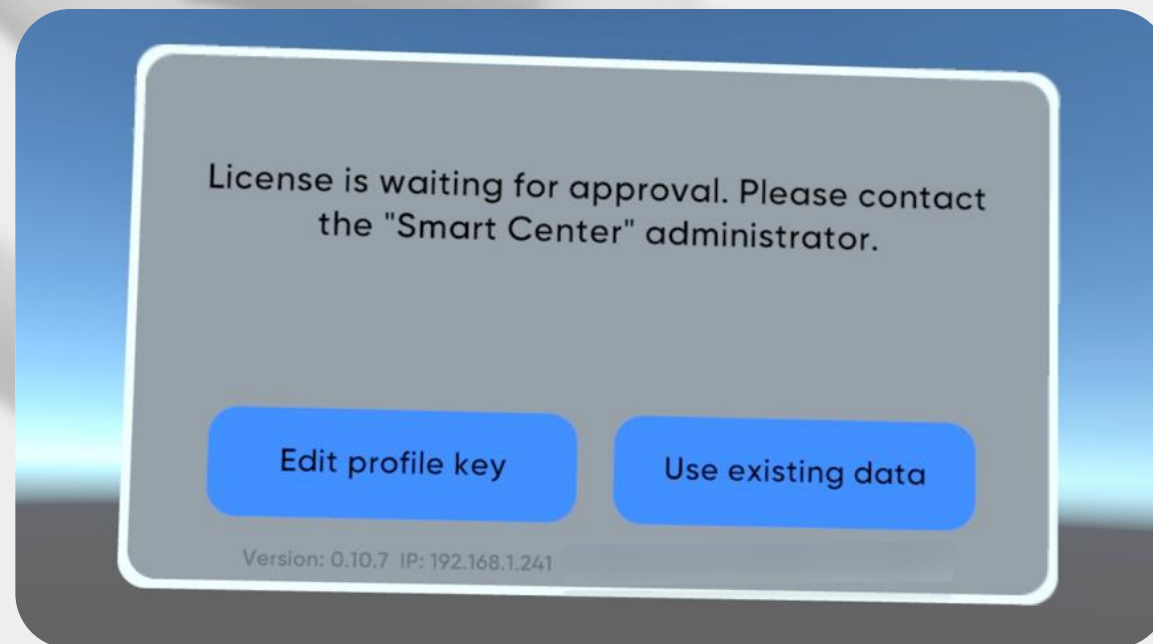 License is waiting for approval. Please contact
the "Smart Center" administrator.
Edit profile key
Use existing data
Version: 0.10.7 IP: 192.168.1.241